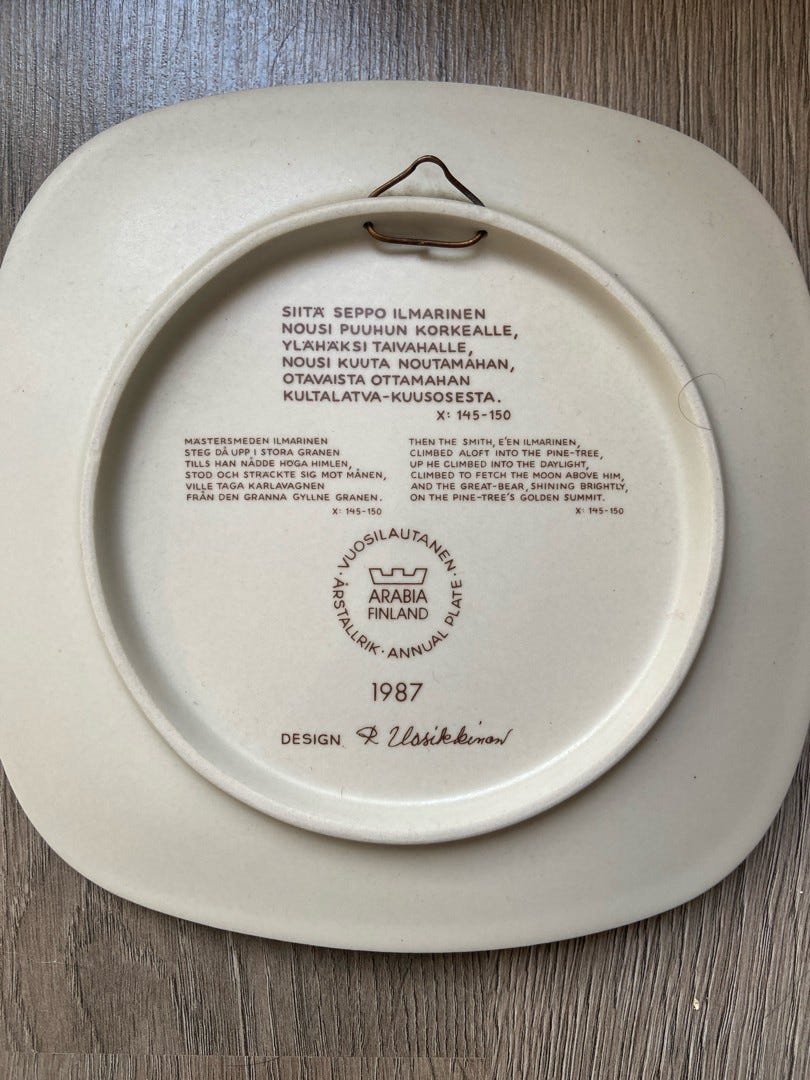 SIITÄ SEPPO ILMARINEN
NOUSI PUUHUN KORKEALLE,
YLÄHÄKSI TAIVAHALLE,
NOUSI KUUTA NOUTAMAHAN,
OTAVAISTA OTTAMAHAN
KULTALATVA-KUUSOSESTA.
X: 145-150
MÄSTERSMEDEN ILMARINEN
STEG DÅ UPP I STORA GRANEN
TILLS HAN NÅDDE HÖGA HIMLEN,
STOD OCH STRÄCKTE SIG MOT MÅNEN,
VILLE TAGA KARLAVAGNEN
FRÅN DEN GRANNA GYLLNE GRANEN.
X: 145-150
THEN THE SMITH, E'EN ILMARINEN,
CLIMBED ALOFT INTO THE PINE-TREE,
UP HE CLIMBED INTO THE DAYLIGHT,
CLIMBED TO FETCH THE MOON ABOVE HIM,
AND THE GREAT-BEAR, SHINING BRIGHTLY,
ON THE PINE-TREE'S GOLDEN SUMMIT.
X: 145-150
· VUOSILAUTANEN ·
ARABIA
FINLAND
ÅRSTALLRIK · ANNUAL PLATE
1987
DESIGN R Uosikkinen